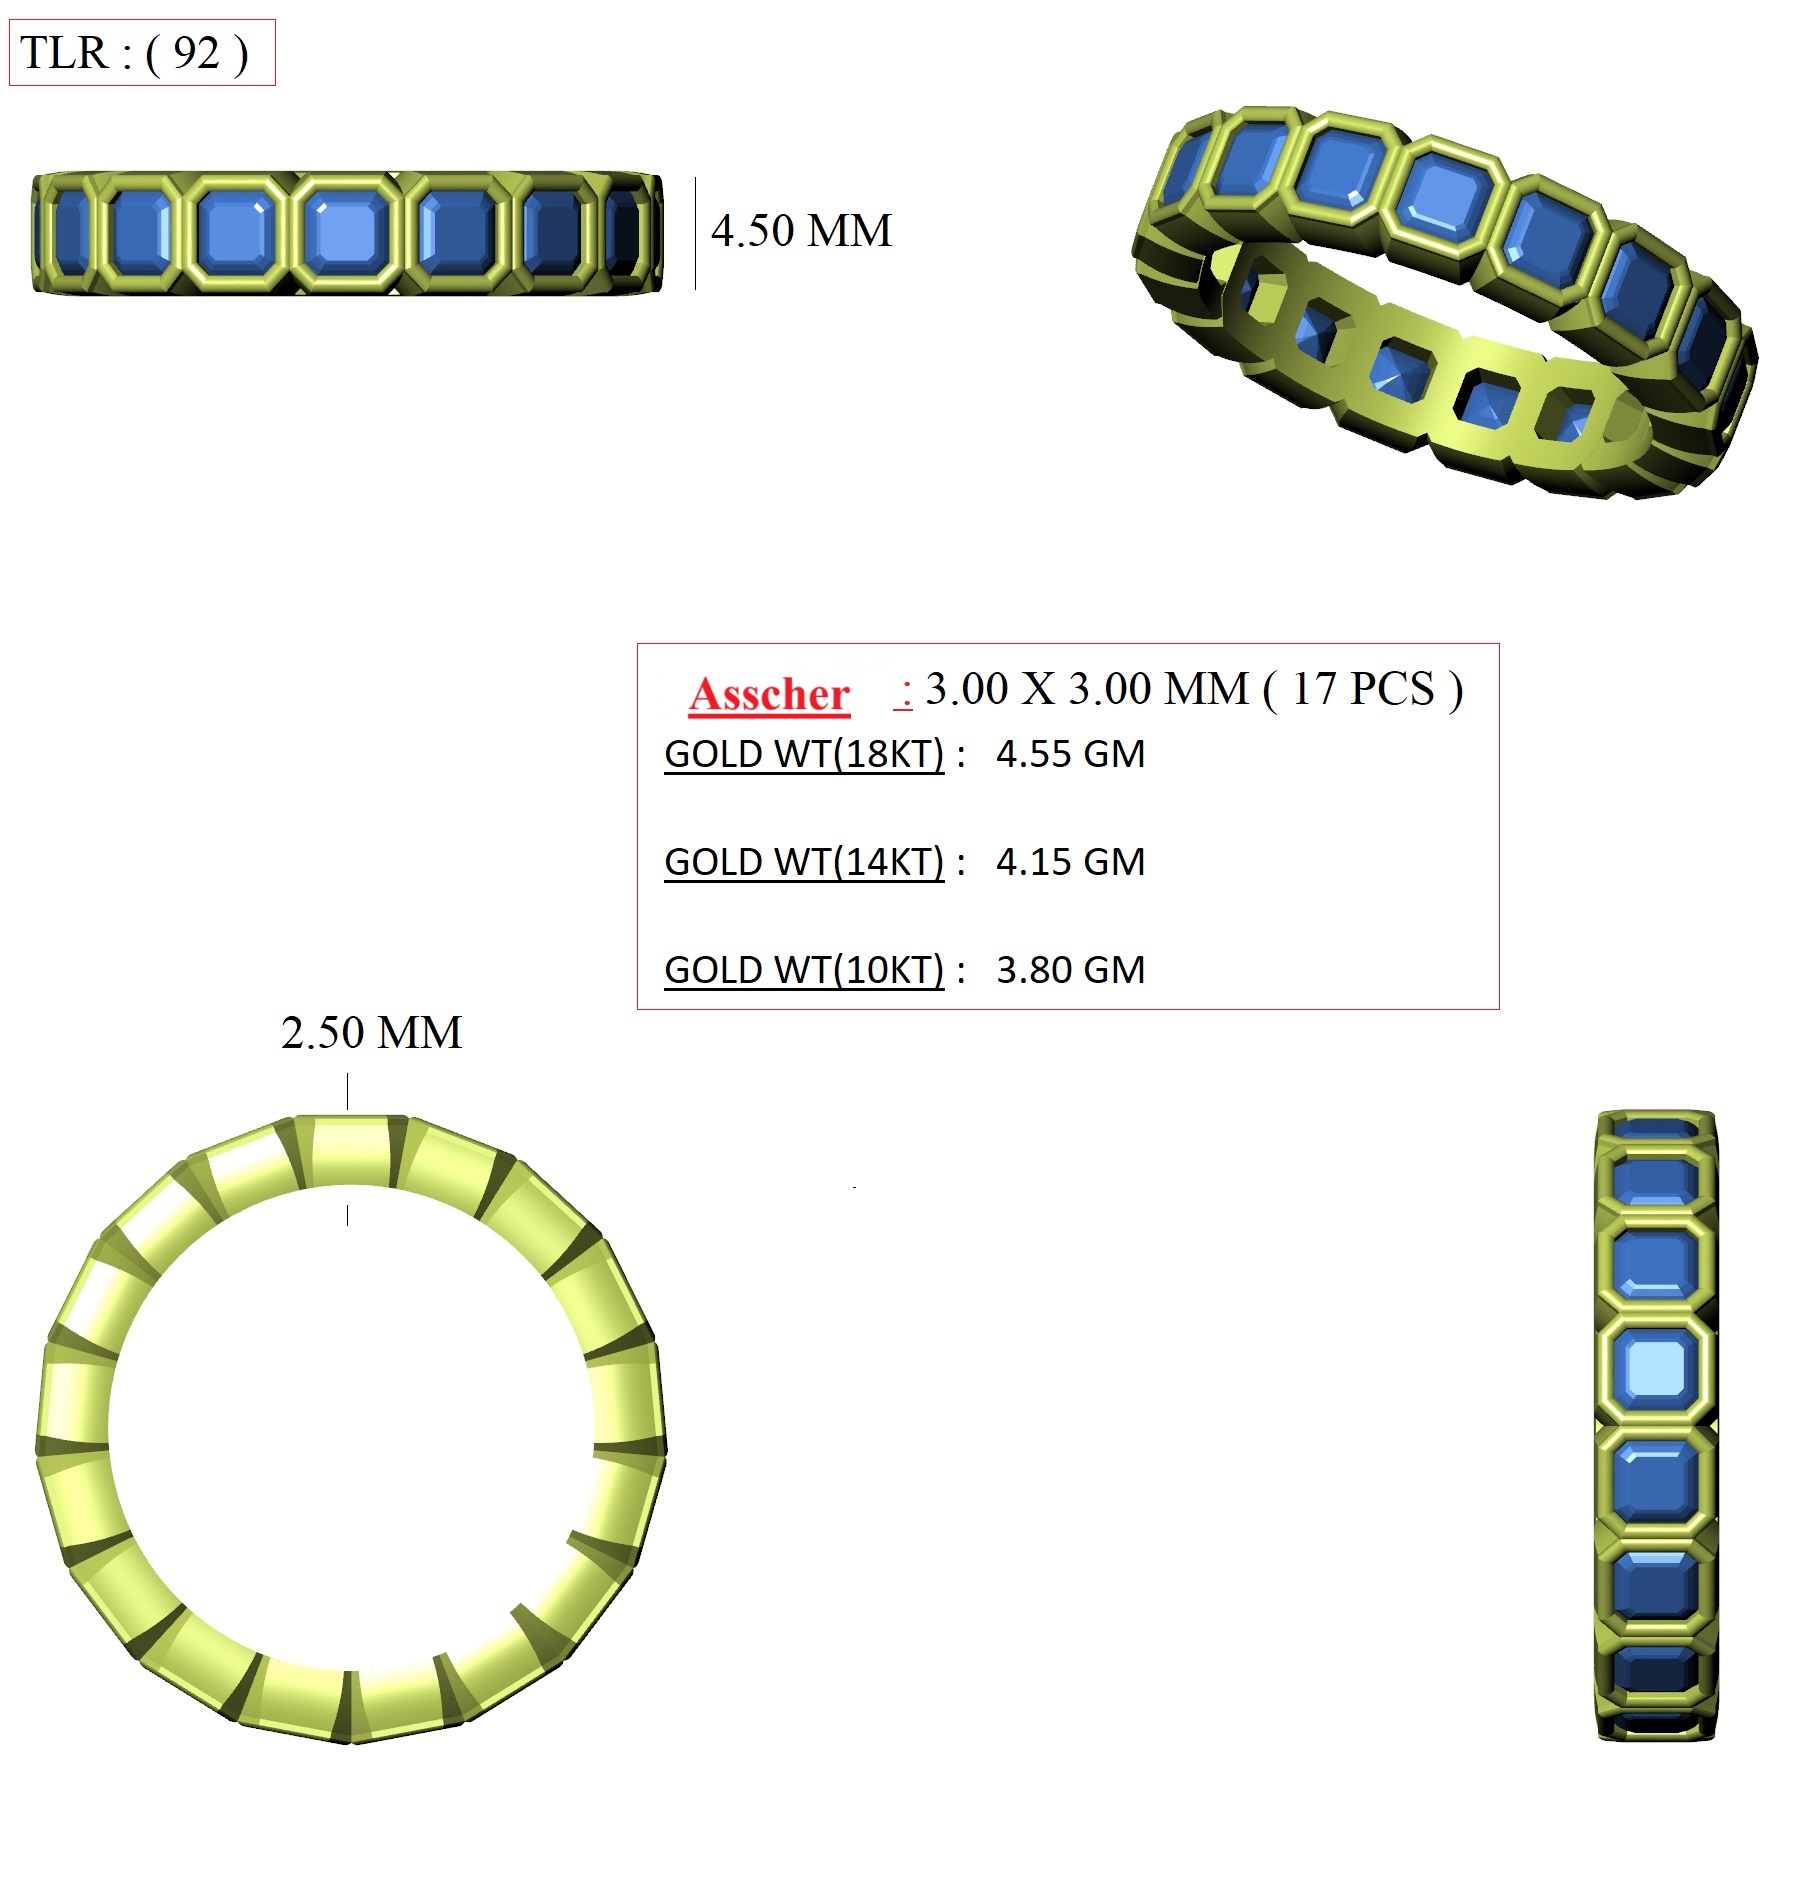 TLR : ( 92 )
4.50 MM
Asscher : 3.00 X 3.00 MM ( 17 PCS )
GOLD WT(18KT) : 4.55 GM
GOLD WT(14KT) : 4.15 GM
GOLD WT(10KT) : 3.80 GM
2.50 MM